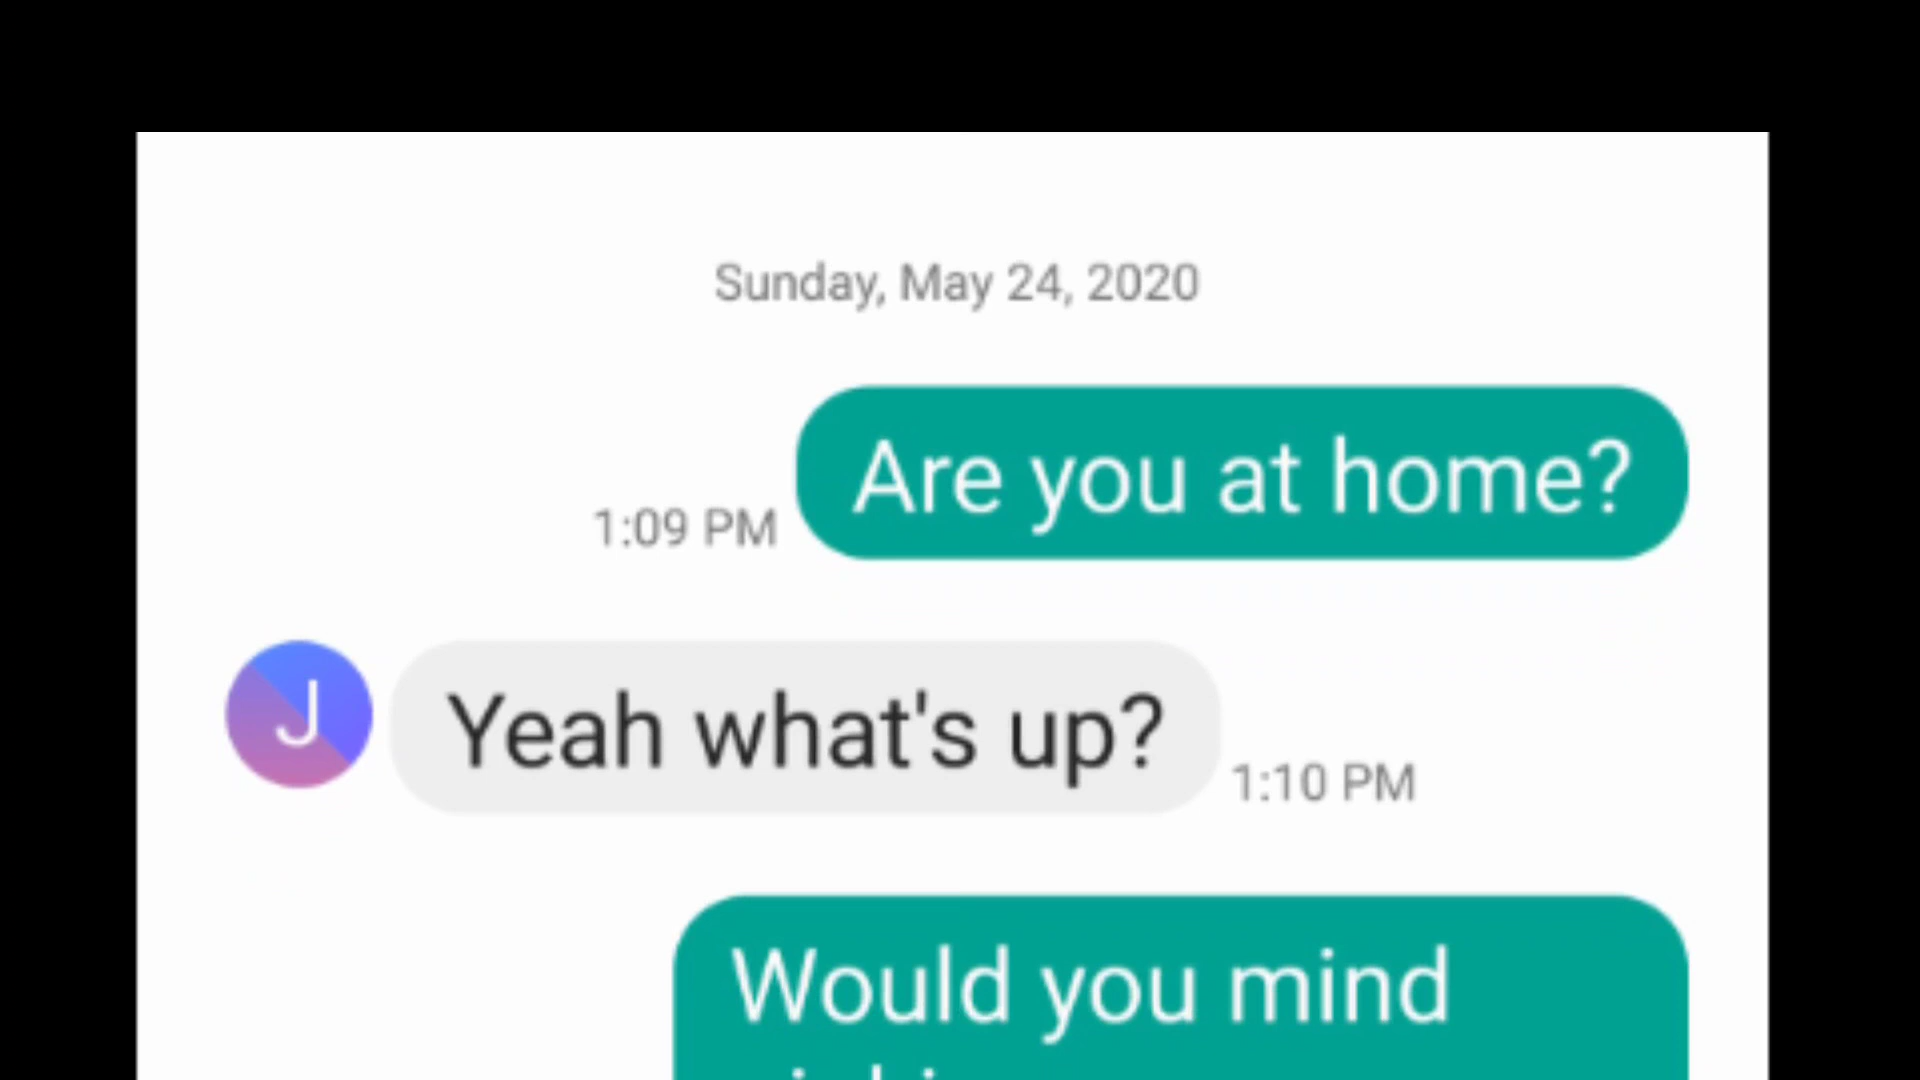 Sunday, May 24, 2020
Are you at home?
1:09 PM
J
Yeah what's up?
1:10 PM
Would you mind